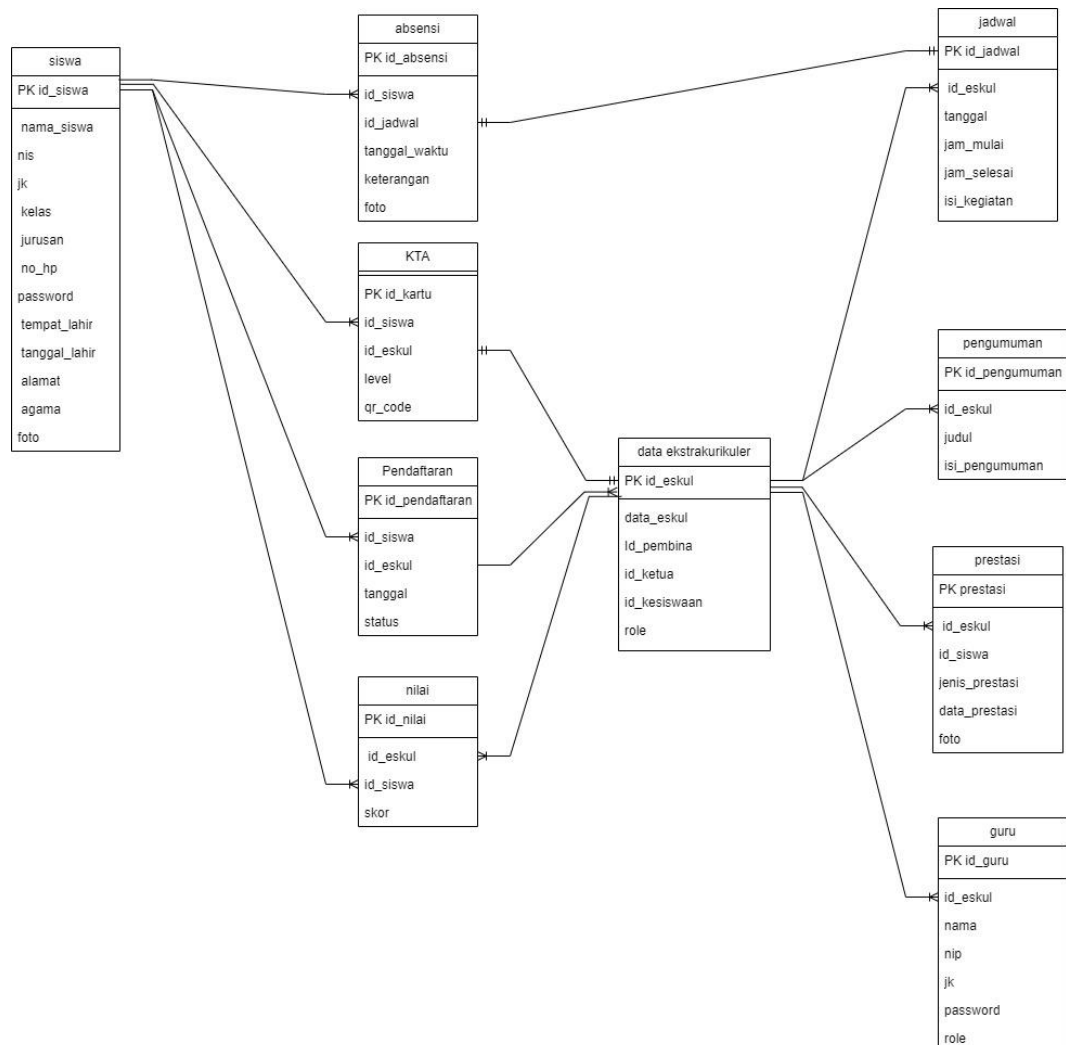 siswa
PK id_siswa
nama_siswa
nis
jk
kelas
jurusan
no_hp
password
tempat_lahir
tanggal_lahir
alamat
agama
foto
absensi
PK id_absensi
id_siswa
id_jadwal
tanggal_waktu
keterangan
foto
KTA
PK id_kartu
id_siswa
id_eskul
level
qr_code
Pendaftaran
PK id_pendaftaran
id_siswa
id_eskul
tanggal
status
nilai
PK id_nilai
id_eskul
id_siswa
skor
data ekstrakurikuler
PK id_eskul
data_eskul
Id_pembina
id_ketua
id_kesiswaan
role
jadwal
PK id_jadwal
id_eskul
tanggal
jam_mulai
jam_selesai
isi_kegiatan
pengumuman
PK id_pengumuman
id_eskul
judul
isi_pengumuman
prestasi
PK prestasi
id_eskul
id_siswa
jenis_prestasi
data_prestasi
foto
guru
PK id_guru
id_eskul
nama
nip
jk
password
role